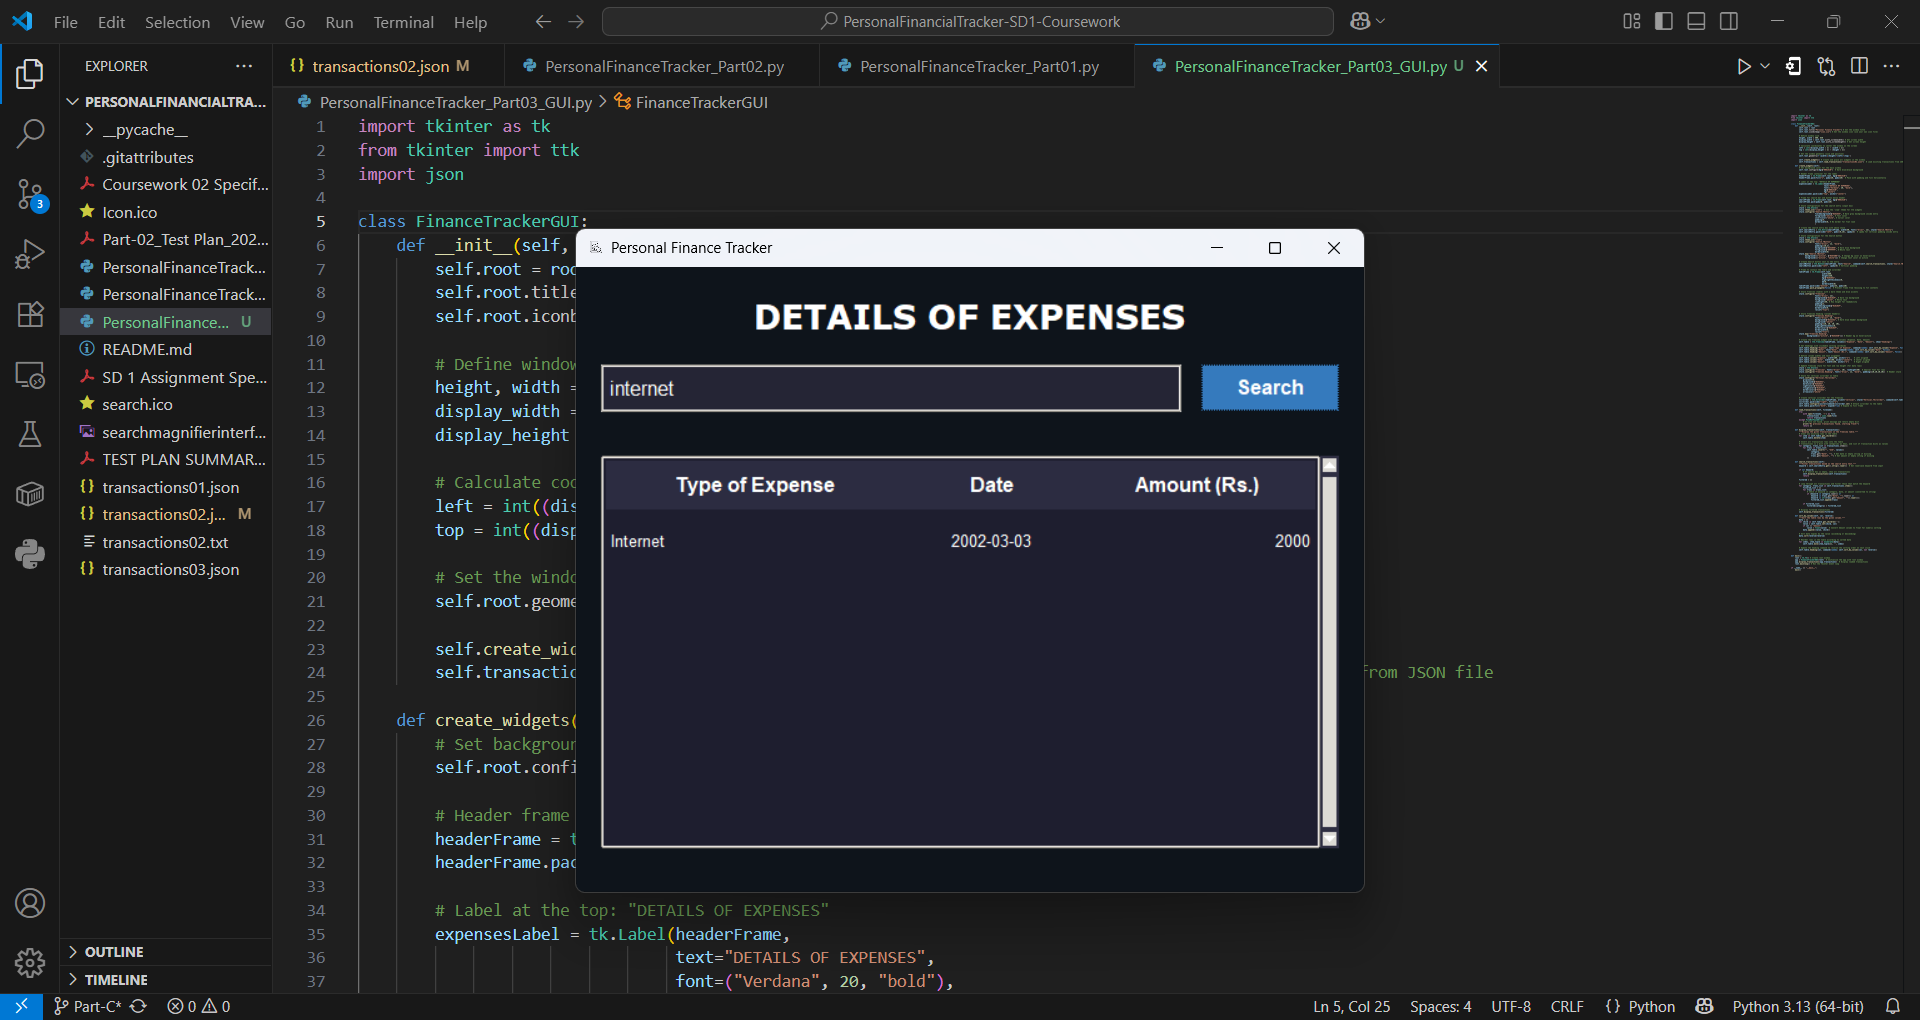 File Edit Selection View Go Run Terminal Help
PersonalFinancialTracker-SD1-Coursework
EXPLORER
PERSONALFINANCIALTRA...
__pycache__
.gitattributes
Coursework 02 Specif...
Icon.ico
Part-02_Test Plan_202...
PersonalFinanceTrack...
PersonalFinanceTrack...
PersonalFinance... U
README.md
SD 1 Assignment Spe...
search.ico
searchmagnifierinterf...
TEST PLAN SUMMAR...
transactions01.json
transactions02.j... M
transactions02.txt
transactions03.json
OUTLINE
TIMELINE
3
transactions02.json M
PersonalFinanceTracker_Part02.py
PersonalFinanceTracker_Part01.py
PersonalFinanceTracker_Part03_GUI.py U
PersonalFinanceTracker_Part03_GUI.py > FinanceTrackerGUI
1 import tkinter as tk
2 from tkinter import ttk
3 import json
4
5 class FinanceTrackerGUI:
6 def __init__(self,
7 self.root = roo
8 self.root.title
9 self.root.iconb
10
11 # Define window
12 height, width =
13 display_width =
14 display_height
15
16 # Calculate coo
17 left = int((dis
18 top = int((disp
19
20 # Set the windo
21 self.root.geome
22
23 self.create_wid
24 self.transactio from JSON file
25
26 def create_widgets(
27 # Set backgroun
28 self.root.confi
29
30 # Header frame
31 headerFrame = t
32 headerFrame.pac
33
34 # Label at the top: "DETAILS OF EXPENSES"
35 expensesLabel = tk.Label(headerFrame,
36 text="DETAILS OF EXPENSES",
37 font=("Verdana", 20, "bold"),
Personal Finance Tracker
DETAILS OF EXPENSES
internet
Search
Type of Expense Date Amount (Rs.)
Internet 2002-03-03 2000
Part-C* 0 0
Ln 5, Col 25 Spaces: 4 UTF-8 CRLF {} Python Python 3.13 (64-bit)